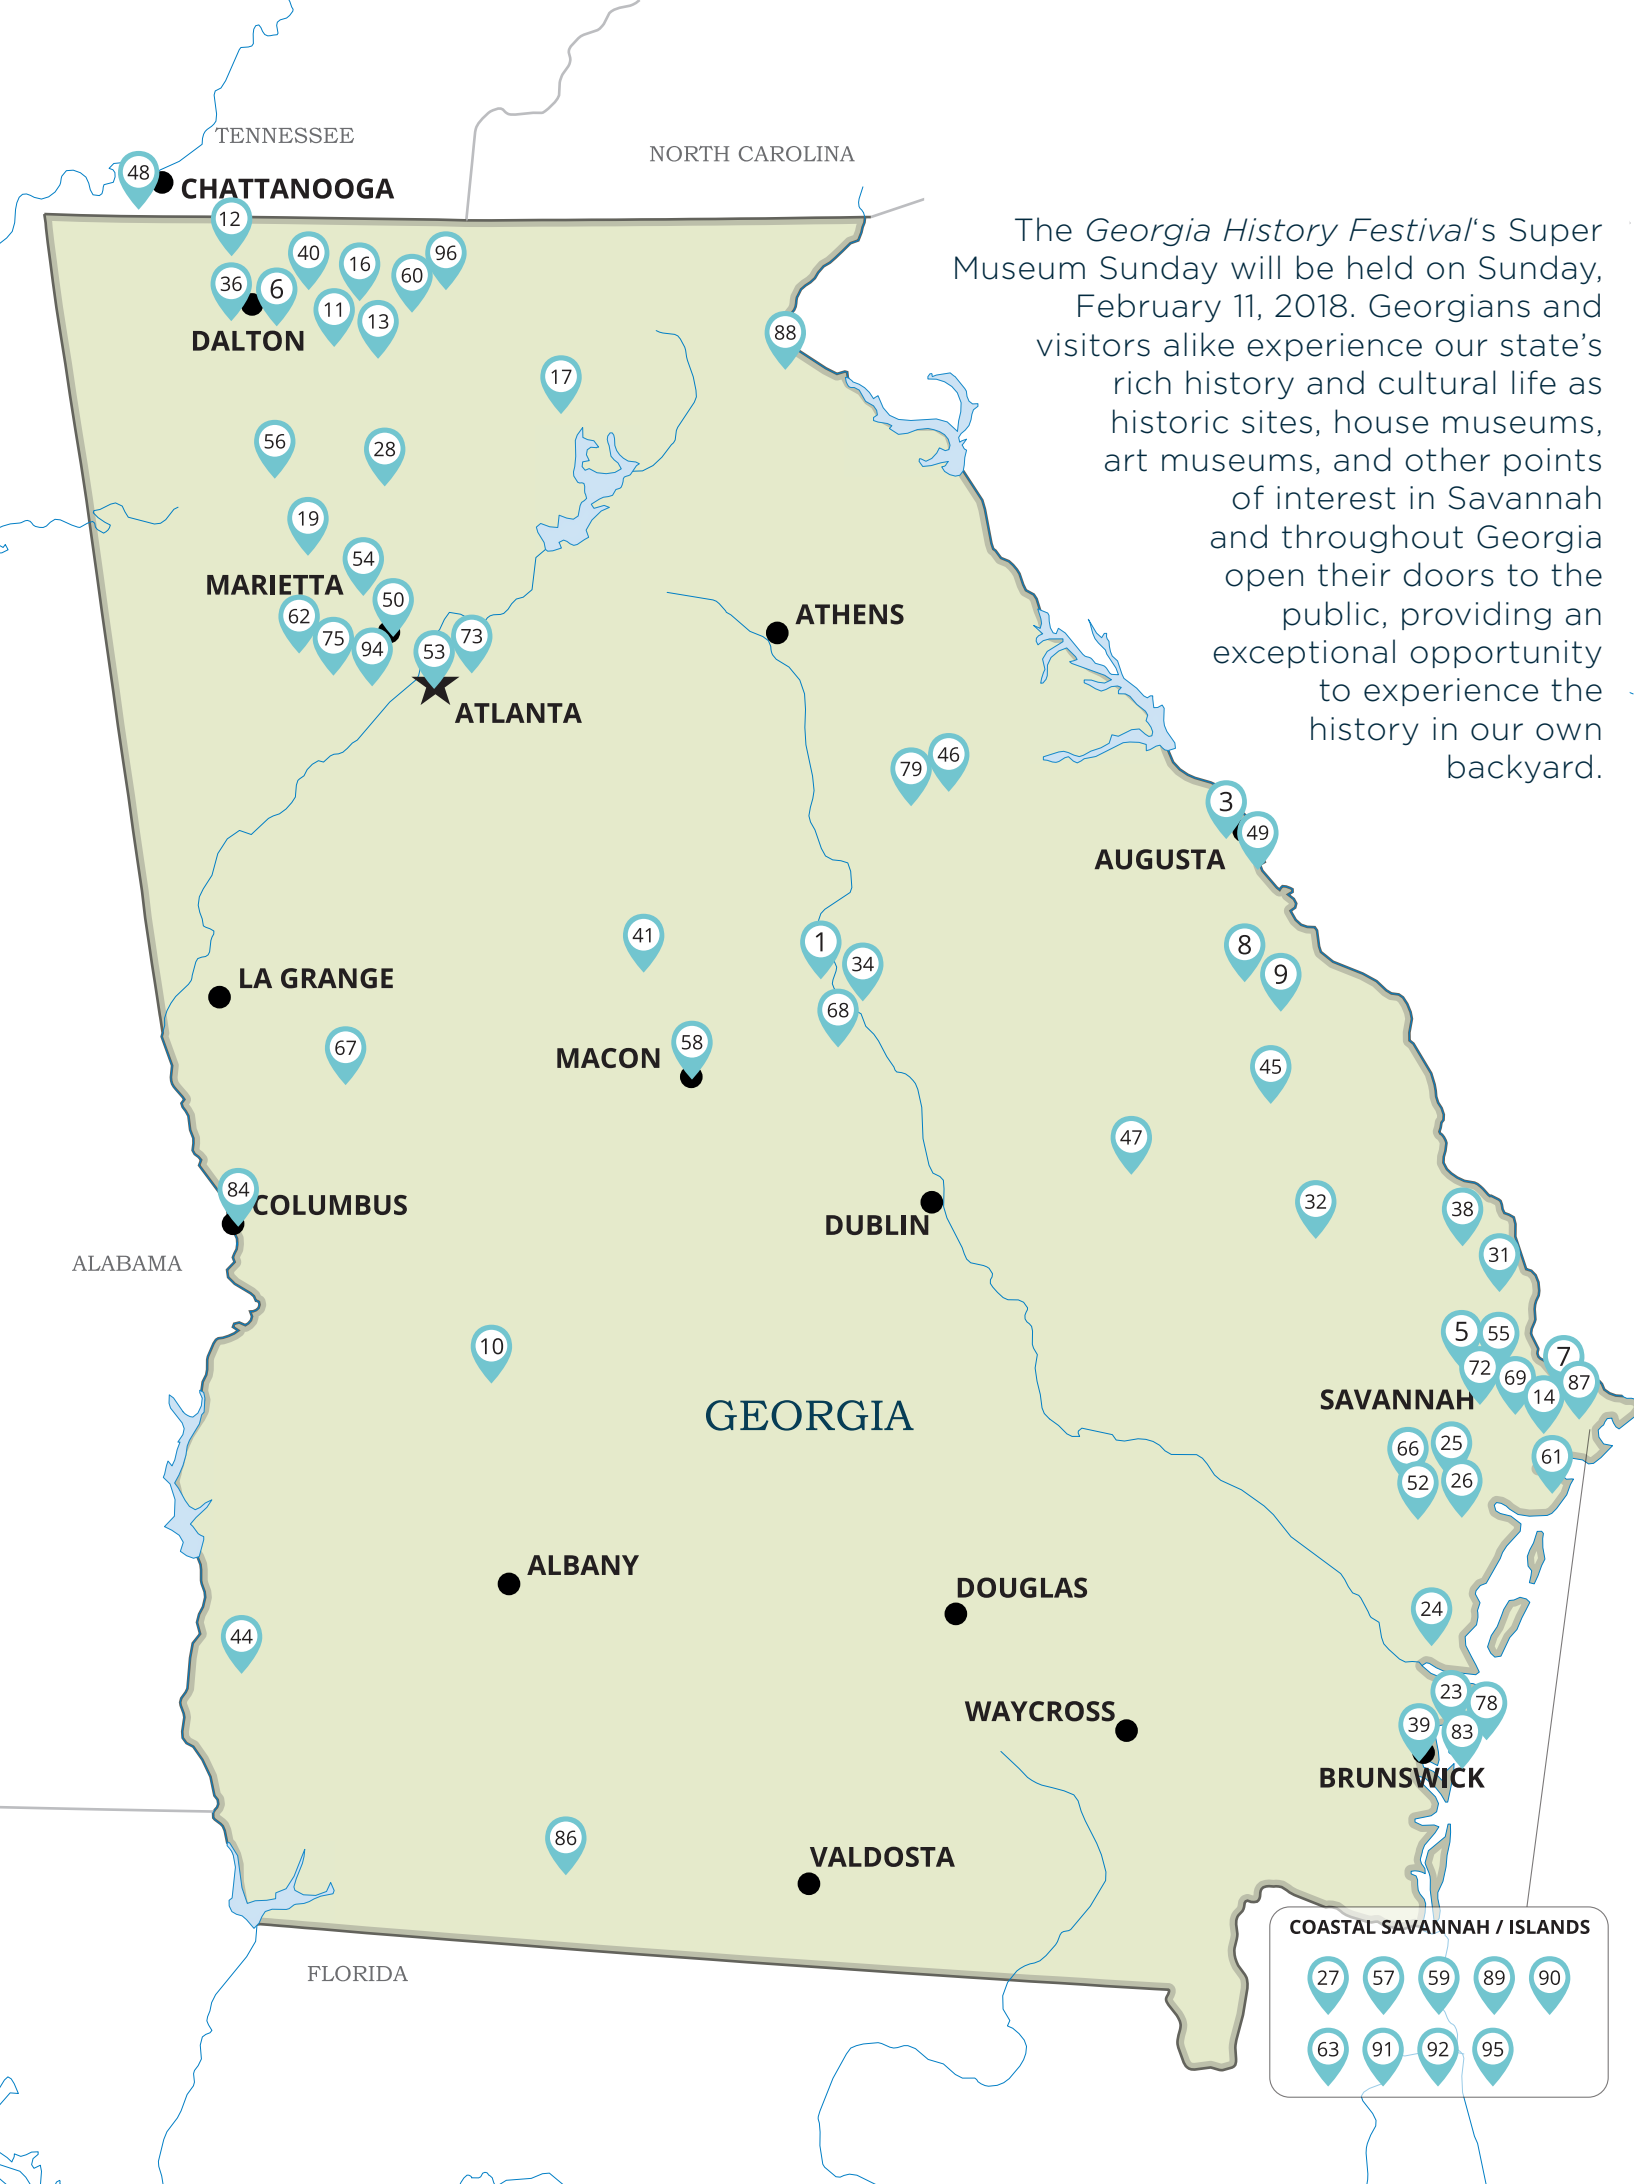 TENNESSEE
NORTH CAROLINA
48
CHATTANOOGA
12
The Georgia History Festival‘s Super
Museum Sunday will be held on Sunday,
February 11, 2018. Georgians and
visitors alike experience our state’s
rich history and cultural life as
historic sites, house museums,
art museums, and other points
of interest in Savannah
and throughout Georgia
open their doors to the
public, providing an
exceptional opportunity
to experience the
history in our own
backyard.
40
16
96
60
36
6
11
13
DALTON
88
17
56
28
19
54
MARIETTA
50
62
75
94
53
73
ATLANTA
ATHENS
79
46
3
49
AUGUSTA
41
1
34
68
8
9
LA GRANGE
67
MACON
58
45
47
84
COLUMBUS
DUBLIN
32
38
31
ALABAMA
10
GEORGIA
5
55
7
72
69
87
14
SAVANNAH
66
25
61
52
26
ALBANY
DOUGLAS
44
24
WAYCROSS
23
78
39
83
BRUNSWICK
86
VALDOSTA
FLORIDA
COASTAL SAVANNAH / ISLANDS
27 57 59 89 90
63 91 92 95